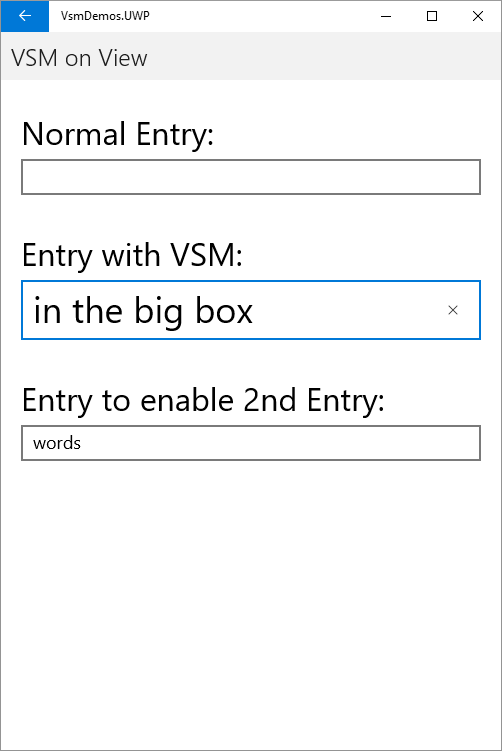 VsmDemos.UWP
VSM on View
Normal Entry:
Entry with VSM:
in the big box
Entry to enable 2nd Entry:
words